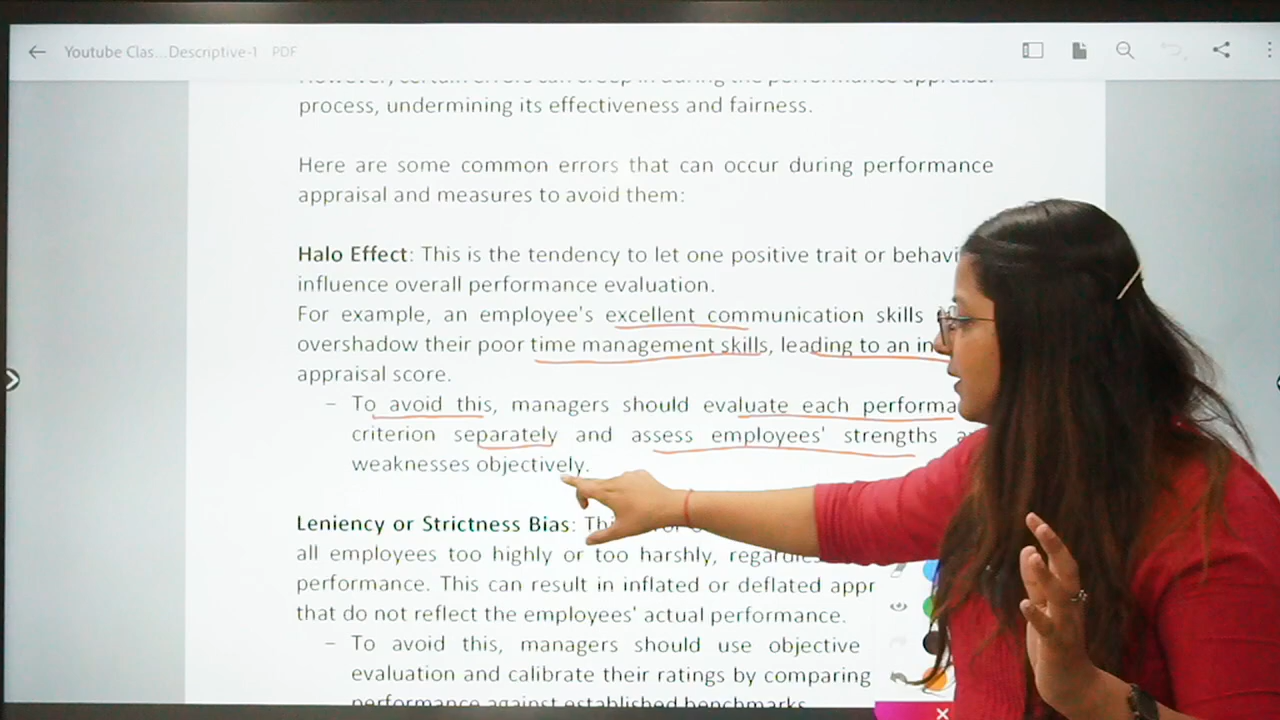 Youtube Clas...Descriptive-1 PDF
process, undermining its effectiveness and fairness.
Here are some common errors that can occur during performance
appraisal and measures to avoid them:
Halo Effect: This is the tendency to let one positive trait or behavi
influence overall performance evaluation.
For example, an employee's excellent communication skills
overshadow their poor time management skills, leading to an in
appraisal score.
– To avoid this, managers should evaluate each performa
criterion separately and assess employees' strengths a
weaknesses objectively.
Leniency or Strictness Bias: Thi
all employees too highly or too harshly, regardles
performance. This can result in inflated or deflated appr
that do not reflect the employees' actual performance.
– To avoid this, managers should use objective
evaluation and calibrate their ratings by comparing
performance against established benchmarks